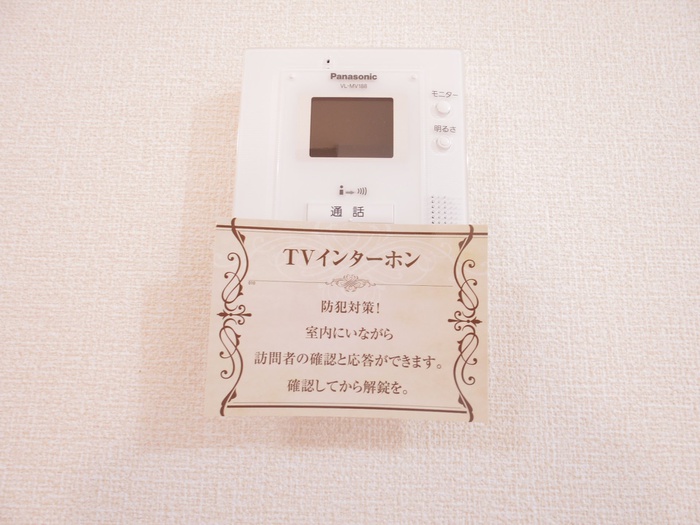 Panasonic
VL-MV18X
モニター
明るさ
通話
TVインターホン
防犯対策!
室内にいながら
訪問者の確認と応答ができます。
確認してから解錠を。